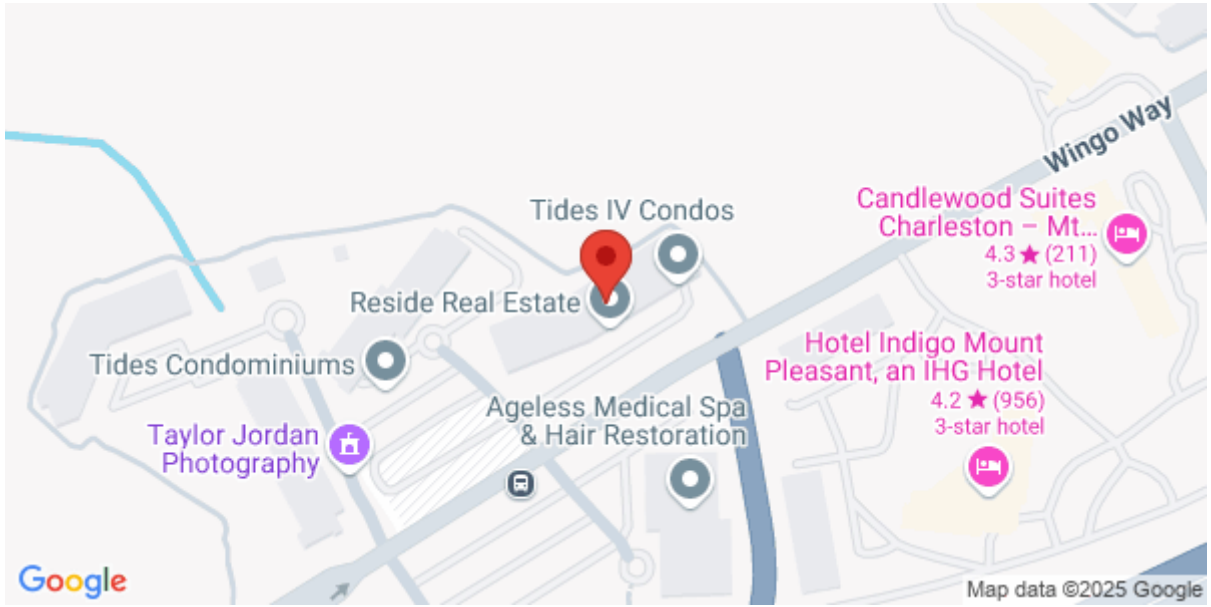 Wingo Way
Tides IV Condos
Candlewood Suites
Charleston – Mt...
4.3 ★ (211)
3-star hotel
Reside Real Estate
Tides Condominiums
Hotel Indigo Mount
Pleasant, an IHG Hotel
4.2 ★ (956)
3-star hotel
Ageless Medical Spa
& Hair Restoration
Taylor Jordan
Photography
Google
Map data ©2025 Google